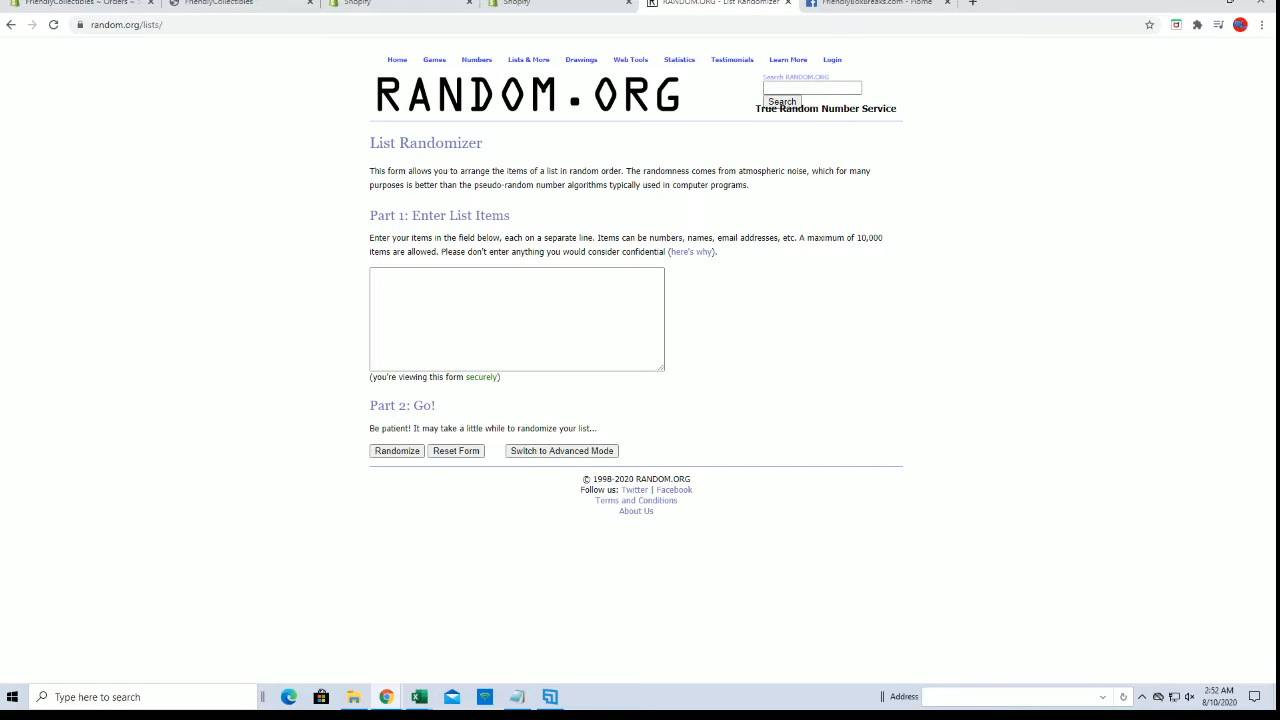 FriendlyCollectibles ~ Orders ~
FriendlyCollectibles
Shopify
Shopify
RANDOM.ORG - List Randomizer
FriendlyBoxBreaks.com - Home
random.org/lists/
Home Games Numbers Lists & More Drawings Web Tools Statistics Testimonials Learn More Login
RANDOM.ORG
Search RANDOM.ORG
Search
True Random Number Service
List Randomizer
This form allows you to arrange the items of a list in random order. The randomness comes from atmospheric noise, which for many
purposes is better than the pseudo-random number algorithms typically used in computer programs.
Part 1: Enter List Items
Enter your items in the field below, each on a separate line. Items can be numbers, names, email addresses, etc. A maximum of 10,000
items are allowed. Please don't enter anything you would consider confidential (here's why).
(you're viewing this form securely)
Part 2: Go!
Be patient! It may take a little while to randomize your list...
Randomize Reset Form Switch to Advanced Mode
© 1998-2020 RANDOM.ORG
Follow us: Twitter | Facebook
Terms and Conditions
About Us
Type here to search
Address
2:52 AM
8/10/2020